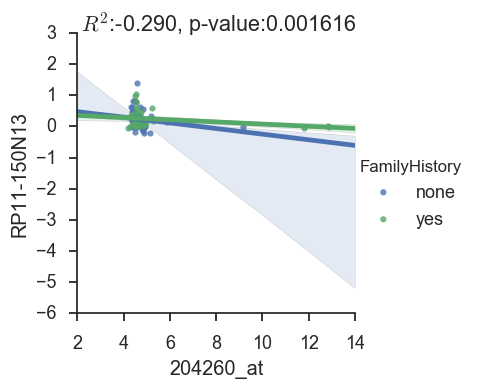 R²:-0.290, p-value:0.001616
3
2
1
0
−1
−2
−3
−4
−5
−6
RP11-150N13
2 4 6 8 10 12 14
204260_at
FamilyHistory
none
yes